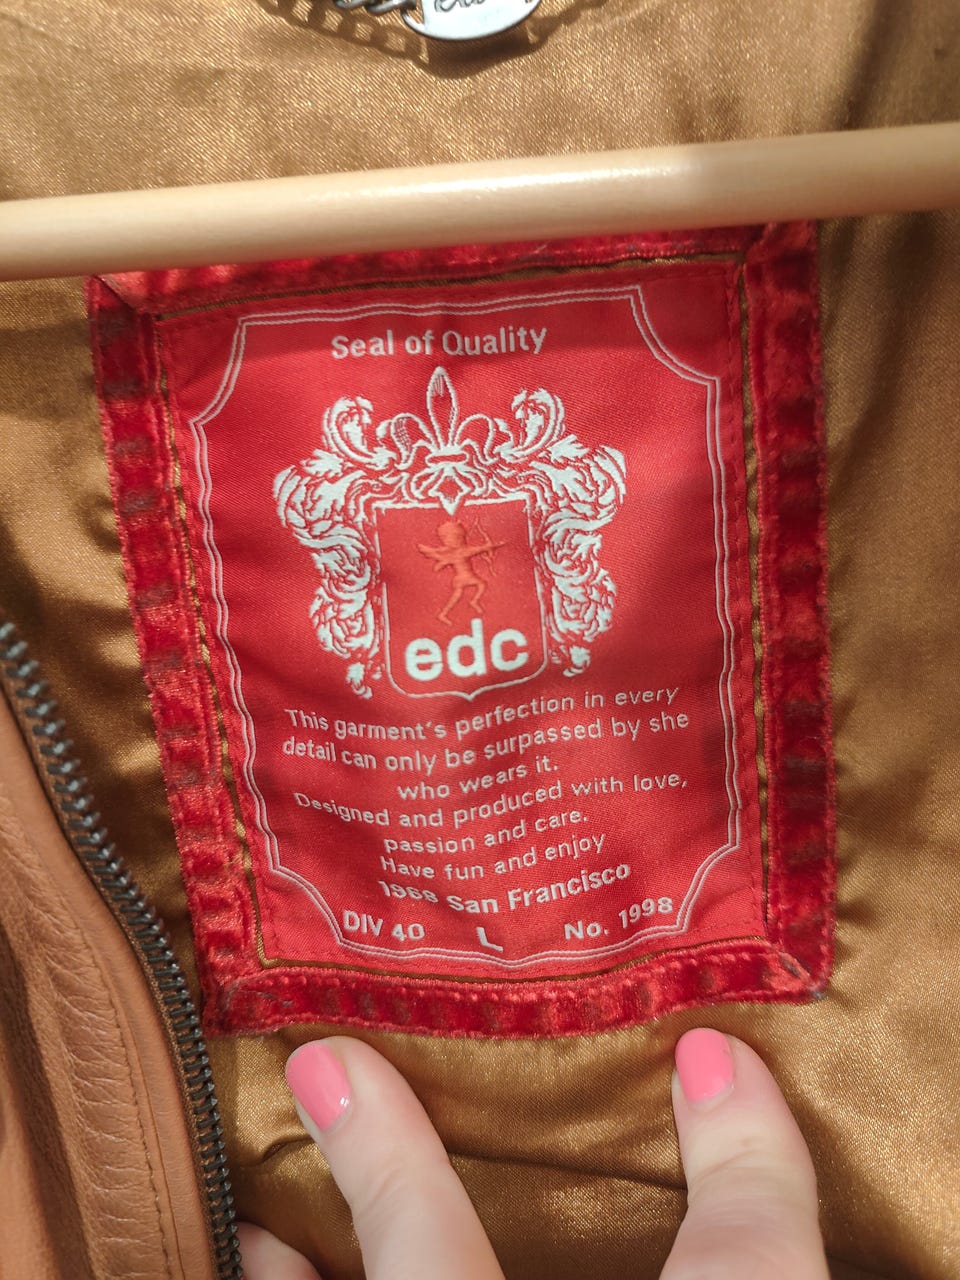 Seal of Quality
edc
This garment's perfection in every
detail can only be surpassed by she
who wears it.
Designed and produced with love,
passion and care.
Have fun and enjoy
1968 San Francisco
DIV 40 L No. 1998